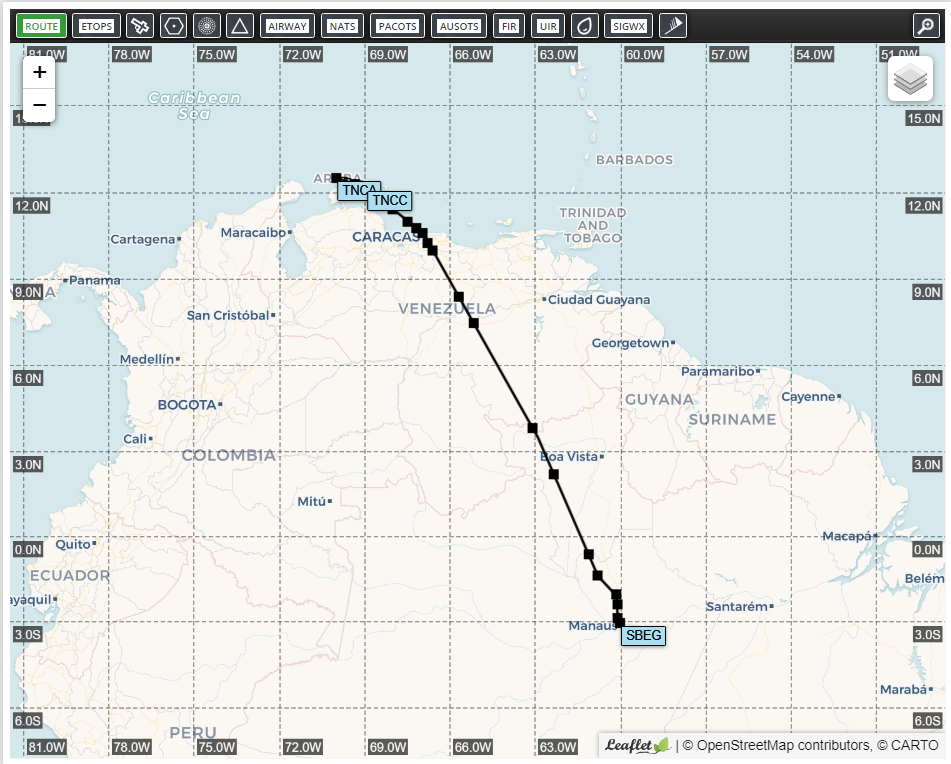 ROUTE ETOPS AIRWAY NATS PACOTS AUSOTS FIR UIR SIGWX
81.0W 78.0W 75.0W 72.0W 69.0W 66.0W 63.0W 60.0W 57.0W 54.0W 51.0W
+
−
Caribbean
Sea
15.0N
BARBADOS
TNCA
12.0N
TNCC
12.0N
TRINIDAD
AND
TOBAGO
Maracaibo
Cartagena
CARACAS
Panama
9.0N
9.0N
Ciudad Guayana
VENEZUELA
San Cristóbal
Georgetown
Medellín
Paramaribo
6.0N
6.0N
Cayenne
BOGOTA
GUYANA
SURINAME
Cali
COLOMBIA
Boa Vista
3.0N
3.0N
Mitú
Macapá
Quito
0.0N
0.0N
ECUADOR
Belém
ayaquil
Santarém
Manaus
3.0S
SBEG
3.0S
Marabá
6.0S
6.0S
PERU
81.0W 78.0W 75.0W 72.0W 69.0W 66.0W 63.0W
Leaflet | © OpenStreetMap contributors, © CARTO